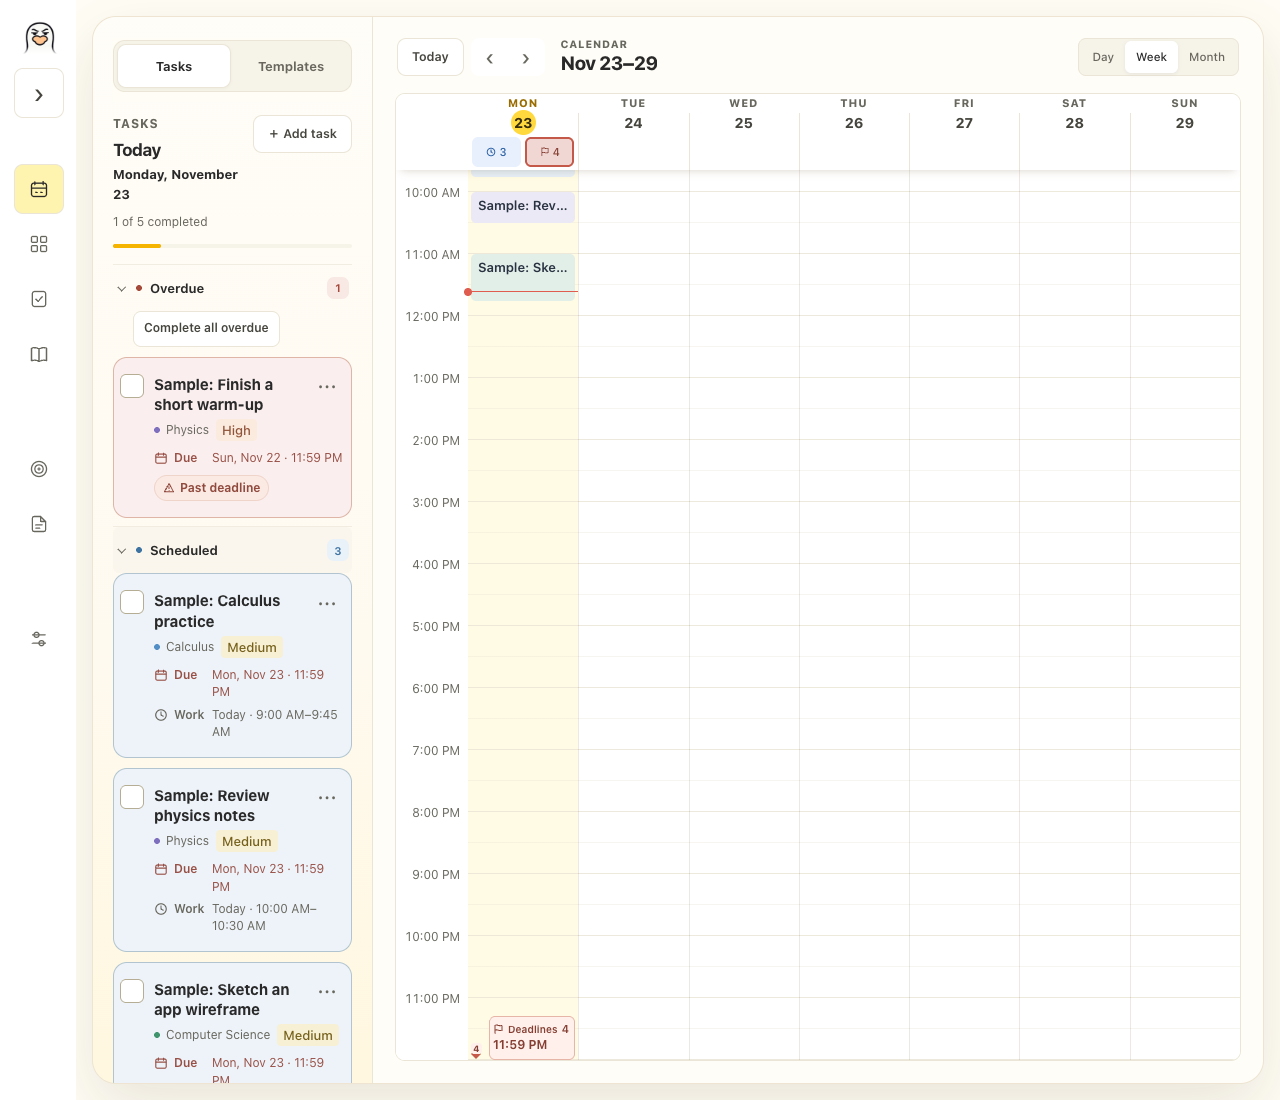 Tasks
Templates
TASKS
+ Add task
Today
Monday, November
23
1 of 5 completed
Overdue
1
Complete all overdue
Sample: Finish a
short warm-up
Physics
High
Due
Sun, Nov 22 · 11:59 PM
Past deadline
Scheduled
3
Sample: Calculus
practice
Calculus
Medium
Due
Mon, Nov 23 · 11:59
PM
Work
Today · 9:00 AM–9:45
AM
Sample: Review
physics notes
Physics
Medium
Due
Mon, Nov 23 · 11:59
PM
Work
Today · 10:00 AM–
10:30 AM
Sample: Sketch an
app wireframe
Computer Science
Medium
Due
Mon, Nov 23 · 11:59
PM
Today
CALENDAR
Nov 23–29
Day
Week
Month
MON
23
TUE
24
WED
25
THU
26
FRI
27
SAT
28
SUN
29
3
4
10:00 AM
Sample: Rev...
11:00 AM
Sample: Ske...
12:00 PM
1:00 PM
2:00 PM
3:00 PM
4:00 PM
5:00 PM
6:00 PM
7:00 PM
8:00 PM
9:00 PM
10:00 PM
11:00 PM
4
Deadlines 4
11:59 PM